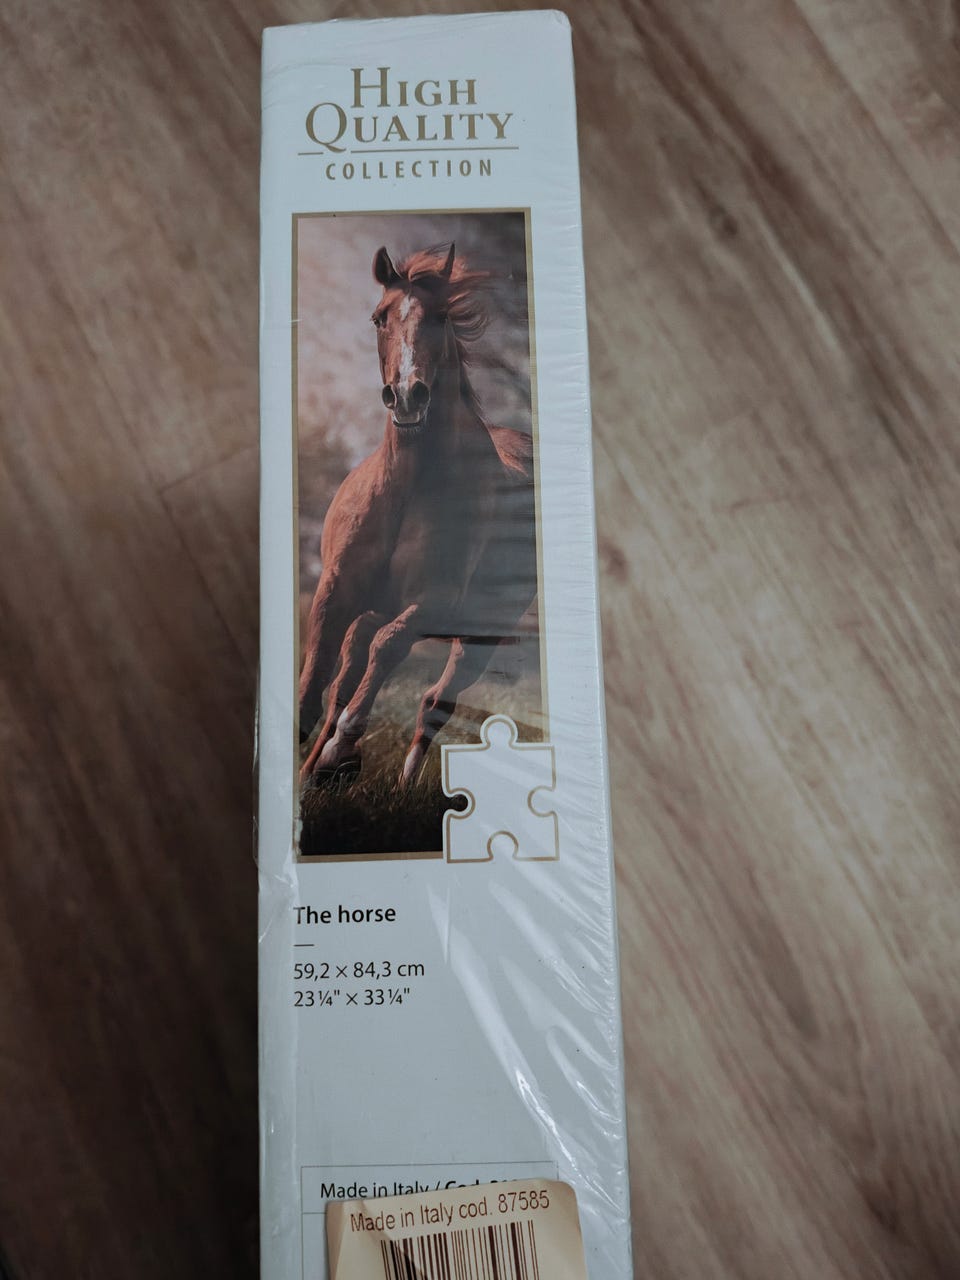 HIGH
QUALITY
COLLECTION
The horse
59,2 × 84,3 cm
23 ¼" × 33 ¼"
Made in Italy /
Made in Italy cod. 87585